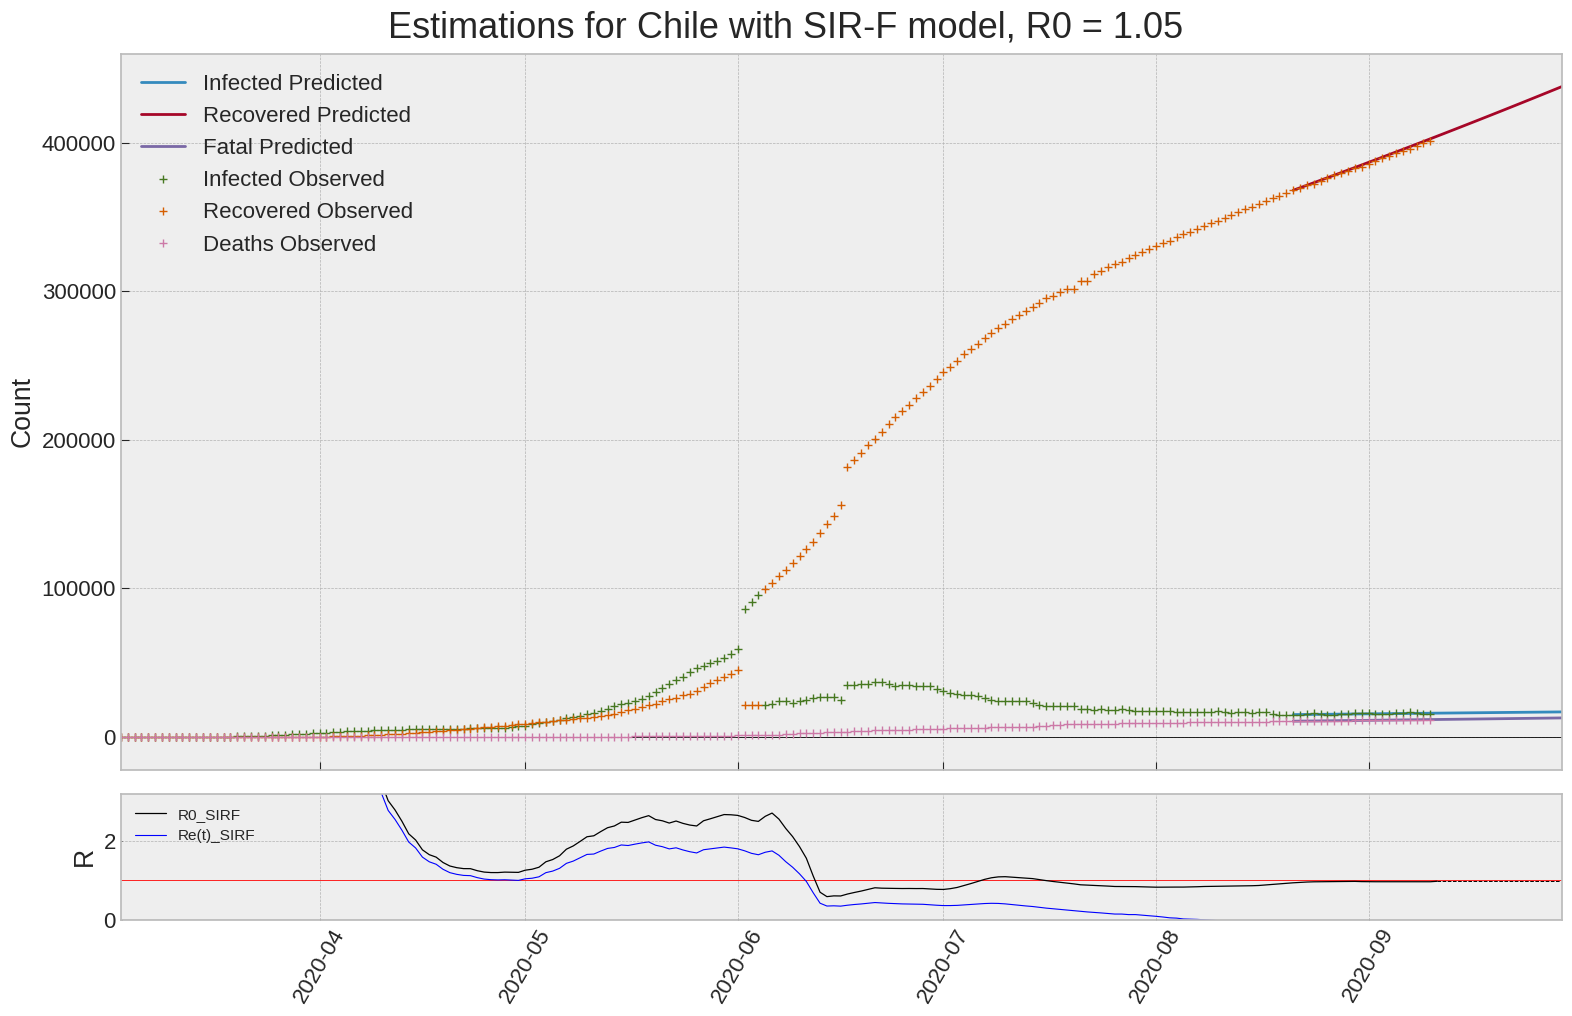 Estimations for Chile with SIR-F model, R0 = 1.05
Infected Predicted
Recovered Predicted
Fatal Predicted
Infected Observed
Recovered Observed
Deaths Observed
400000
300000
200000
100000
0
Count
R0_SIRF
Re(t)_SIRF
2
0
R
2020-04
2020-05
2020-06
2020-07
2020-08
2020-09